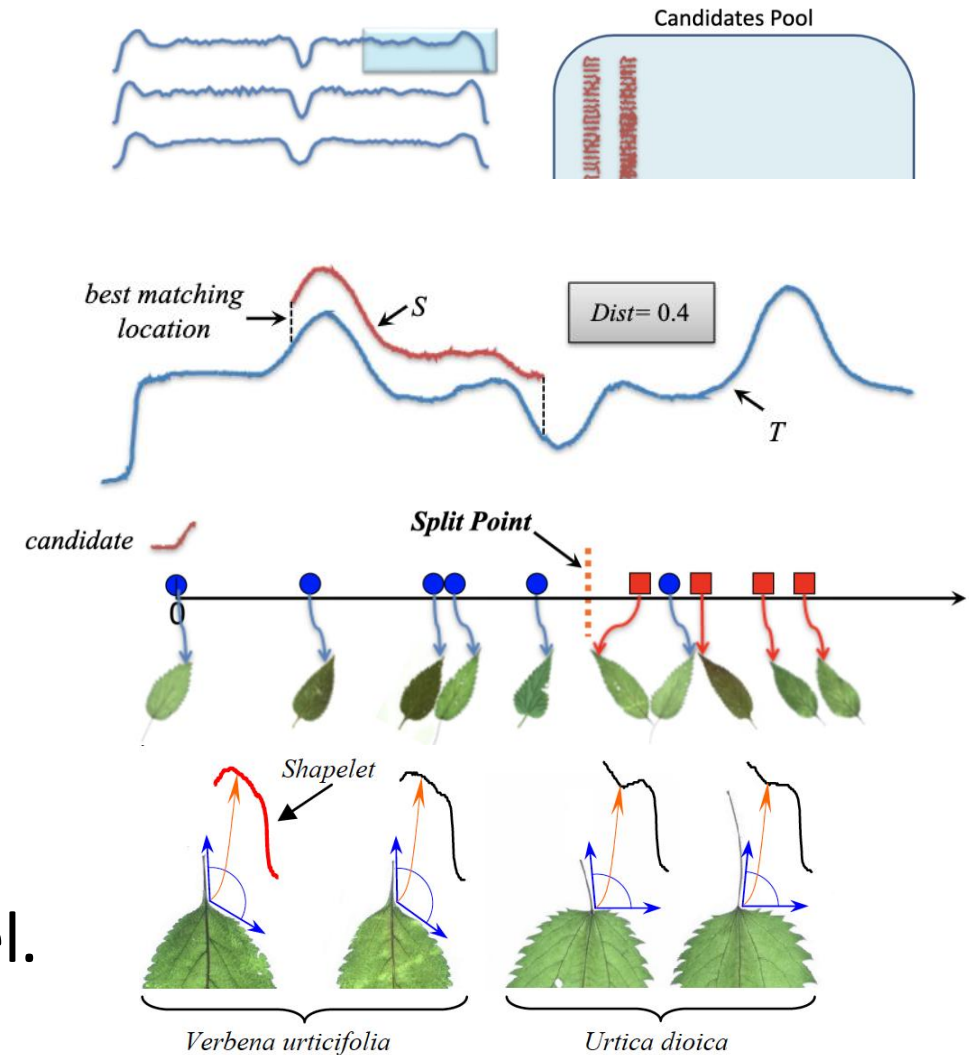 Candidates Pool
best matching
location
S
Dist= 0.4
T
candidate
Split Point
0
Shapelet
l.
Verbena urticifolia
Urtica dioica